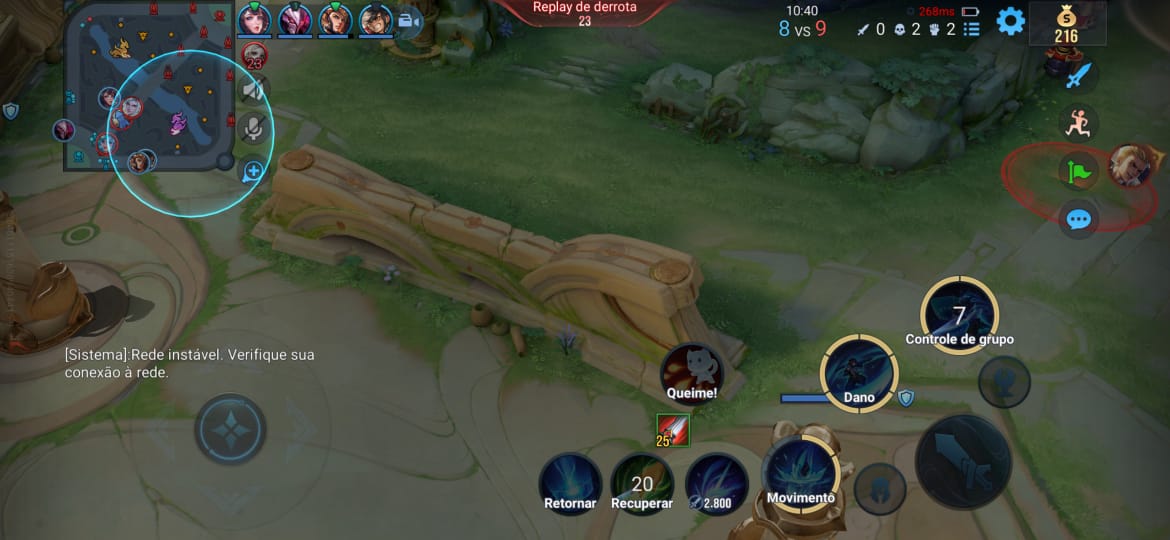 Replay de derrota
23
10:40
8 vs 9
268ms
0 2 2
216
23
[Sistema]:Rede instável. Verifique sua
conexão à rede.
7
Controle de grupo
Queime!
Dano
25
20
2.800
Retornar
Recuperar
Movimento